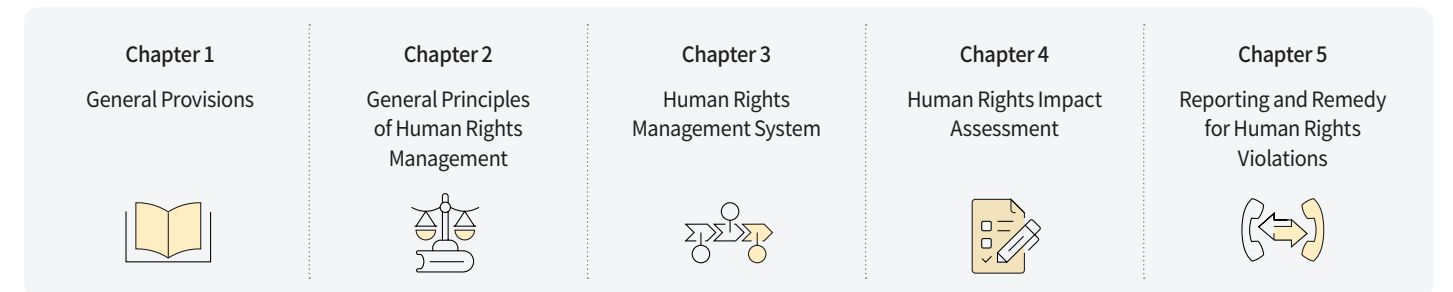 Chapter 1
General Provisions
Chapter 2
General Principles
of Human Rights
Management
Chapter 3
Human Rights
Management System
Chapter 4
Human Rights Impact
Assessment
Chapter 5
Reporting and Remedy
for Human Rights
Violations